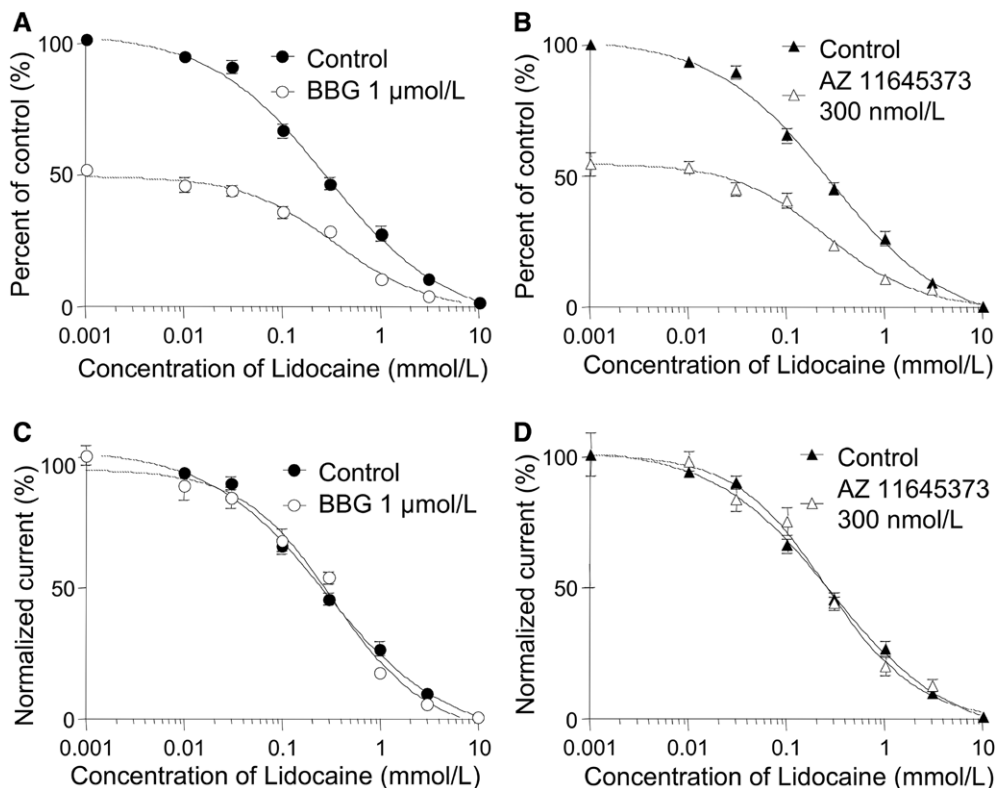 A
Percent of control (%)
100
50
0
Control
BBG 1 μmol/L
0.001 0.01 0.1 1 10
Concentration of Lidocaine (mmol/L)
B
Percent of control (%)
100
50
0
Control
AZ 11645373
300 nmol/L
0.001 0.01 0.1 1 10
Concentration of Lidocaine (mmol/L)
C
Normalized current (%)
100
50
0
Control
BBG 1 μmol/L
0.001 0.01 0.1 1 10
Concentration of Lidocaine (mmol/L)
D
Normalized current (%)
100
50
0
Control
AZ 11645373
300 nmol/L
0.001 0.01 0.1 1 10
Concentration of Lidocaine (mmol/L)